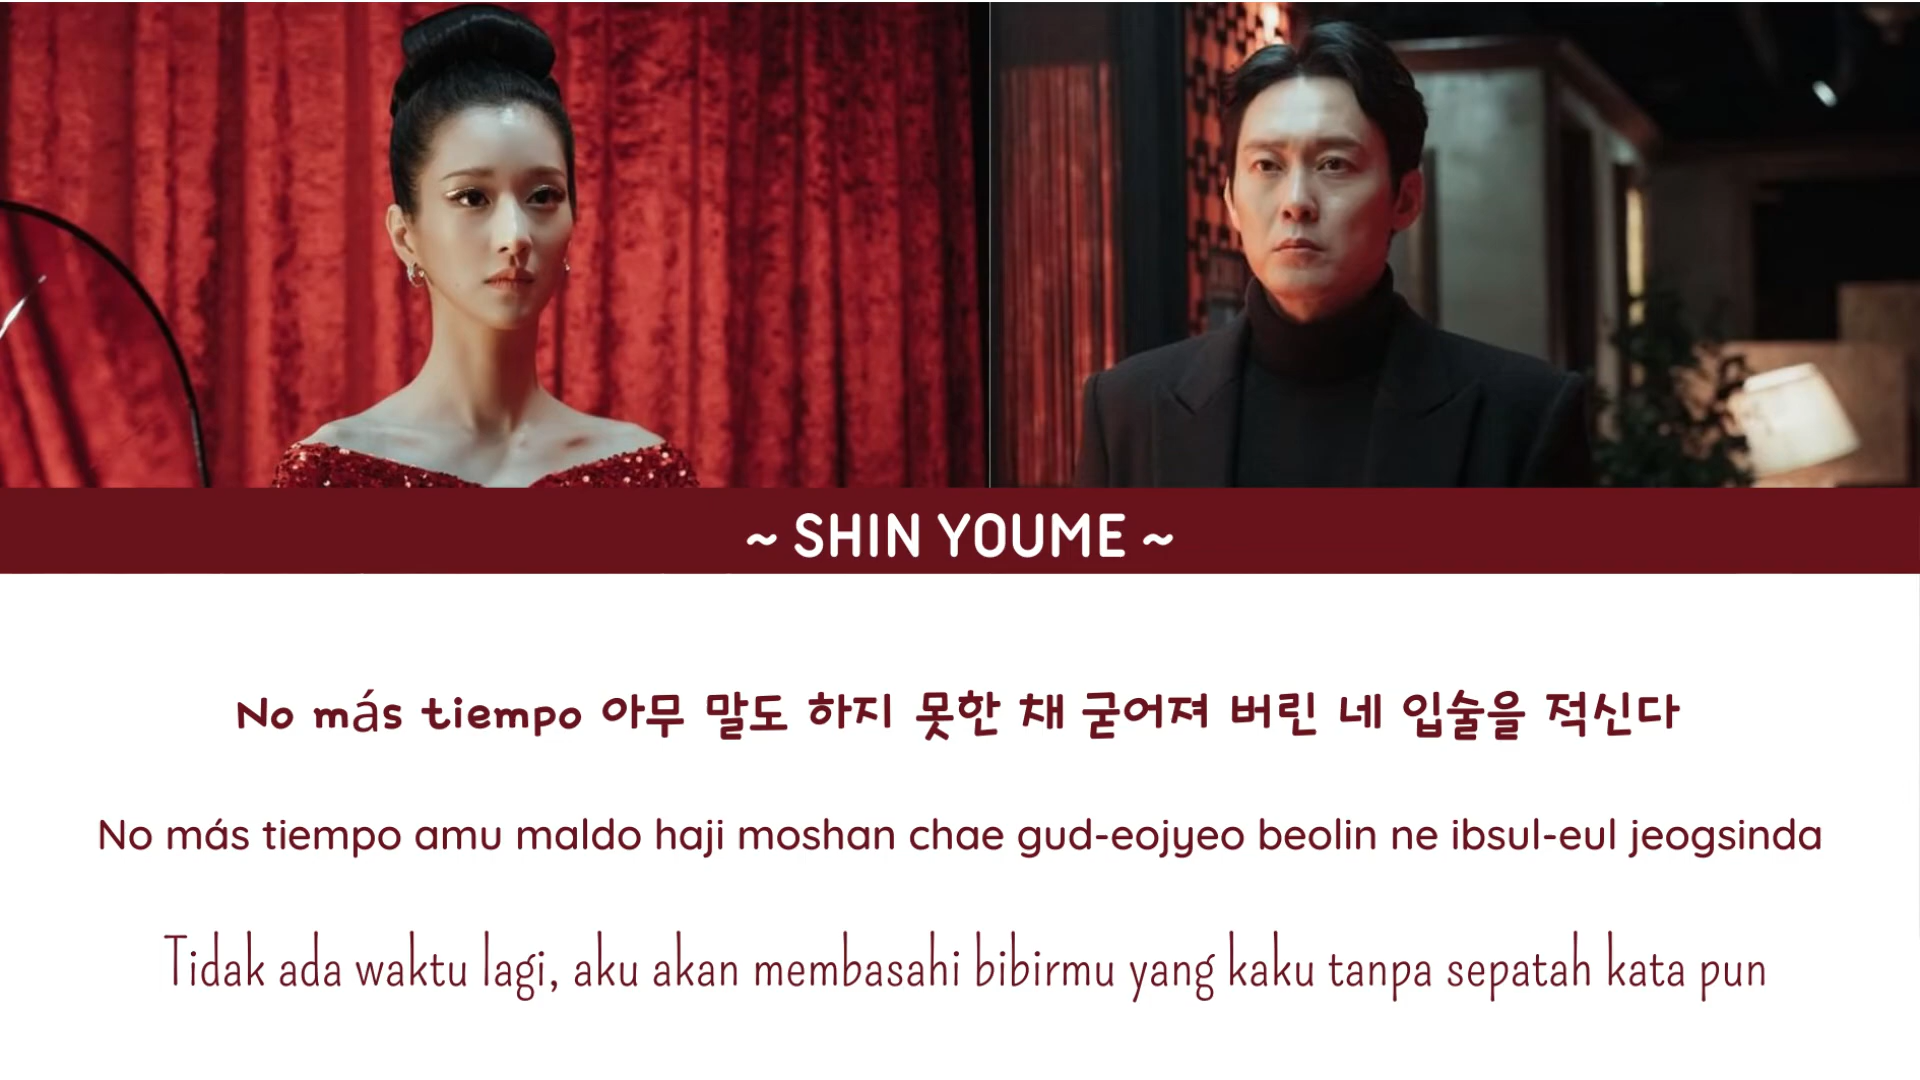 ~ SHIN YOUME ~
No más tiempo 아무 말도 하지 못한 채 굳어져 버린 네 입술을 적신다
No más tiempo amu maldo haji moshan chae gud-eojyeo beolin ne ibsul-eul jeogsinda
Tidak ada waktu lagi, aku akan membasahi bibirmu yang kaku tanpa sepatah kata pun